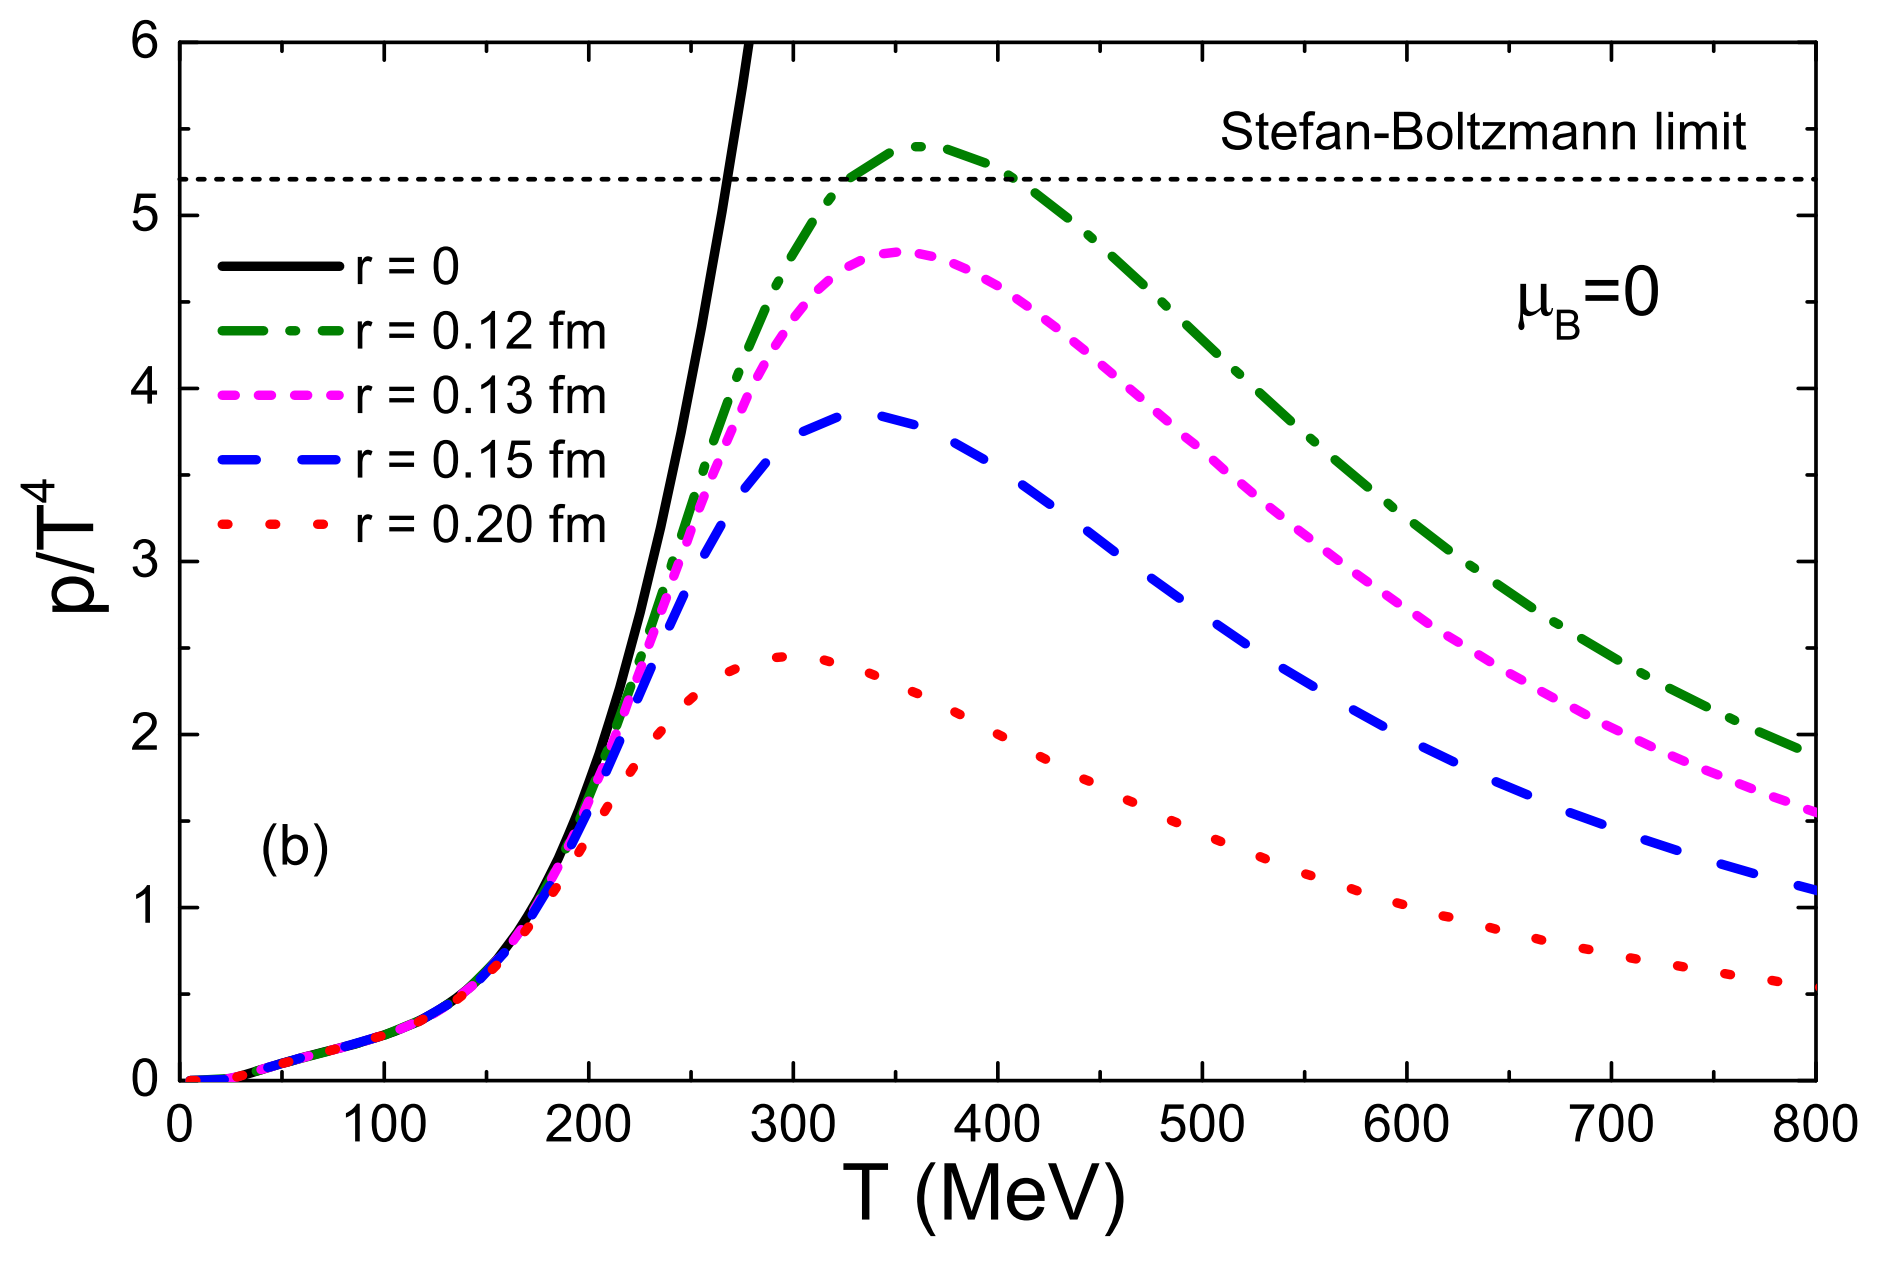 6
5
4
3
2
1
0
p/T⁴
Stefan-Boltzmann limit
r = 0
r = 0.12 fm
r = 0.13 fm
r = 0.15 fm
r = 0.20 fm
μB=0
(b)
0 100 200 300 400 500 600 700 800
T (MeV)